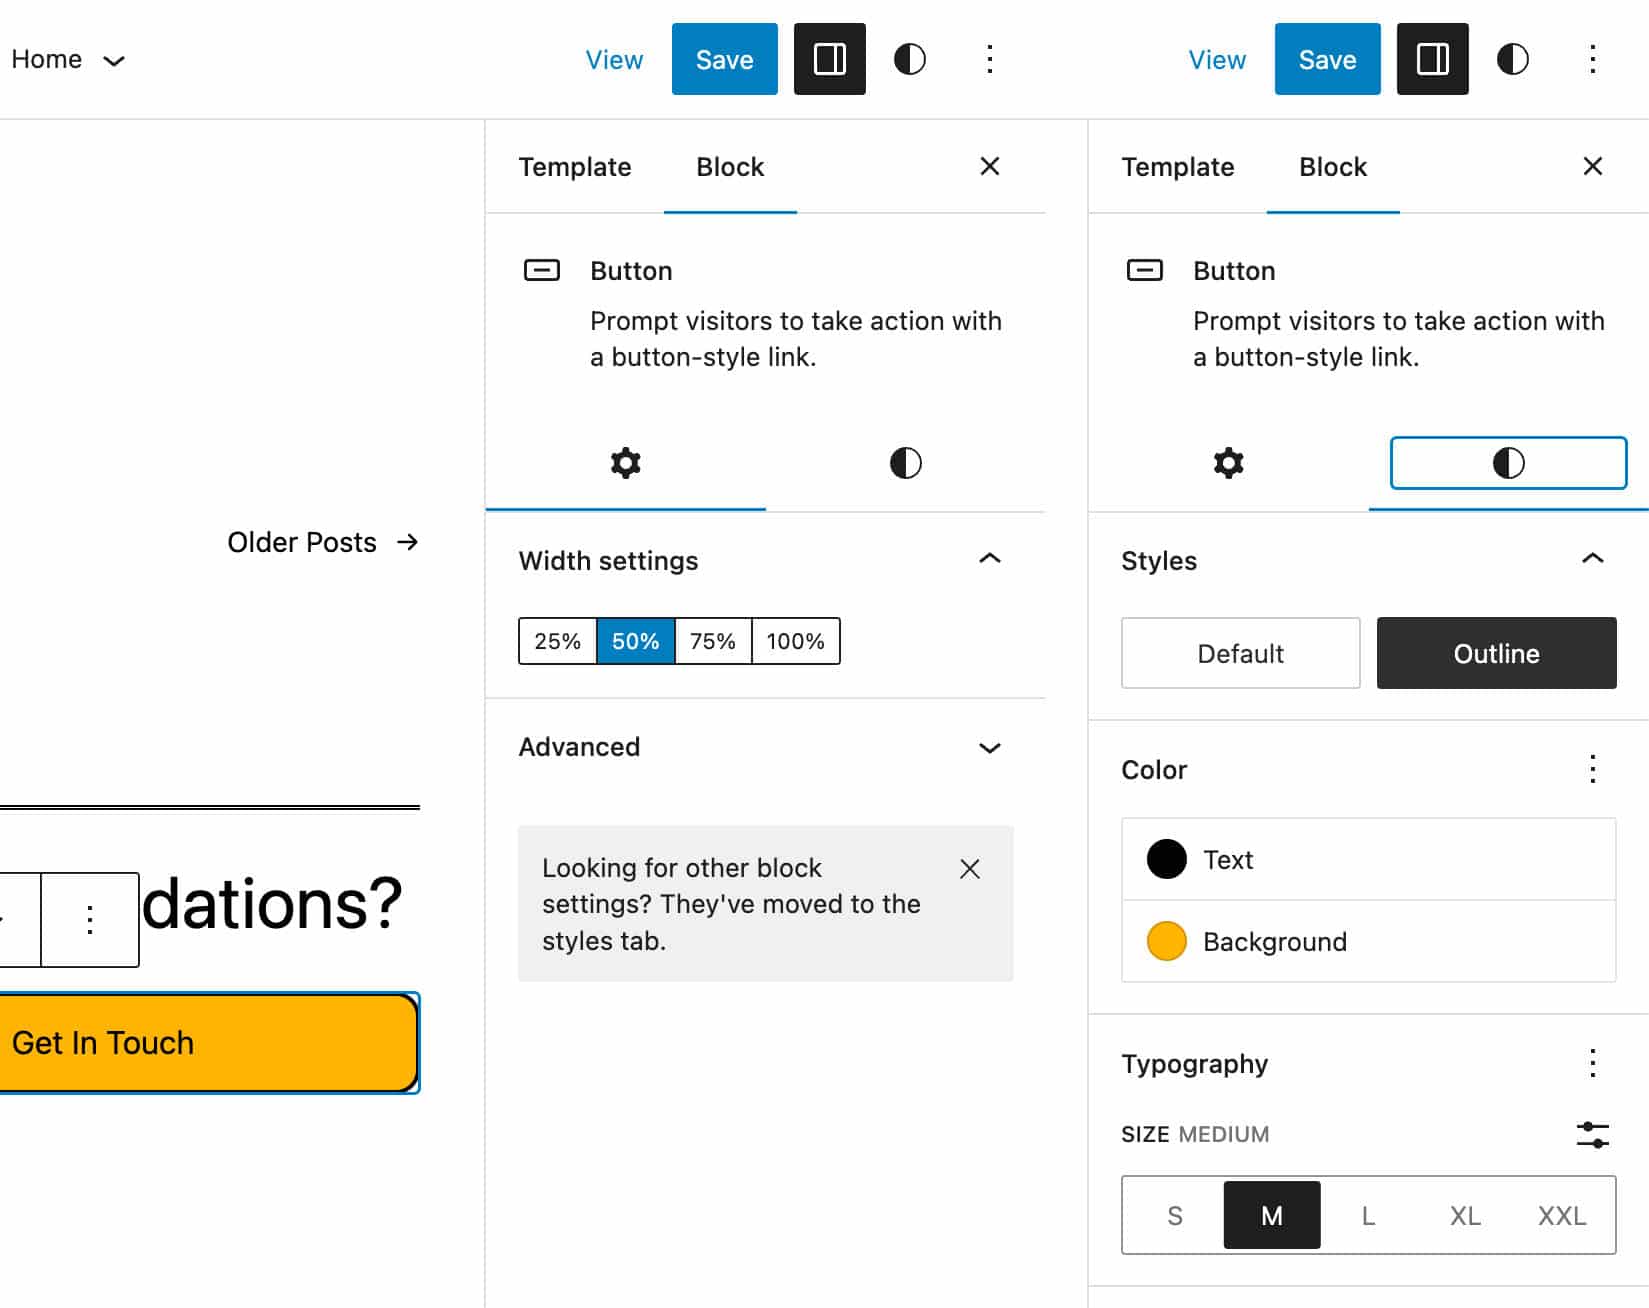 Home
View Save
View Save
Older Posts →
dations?
Get In Touch
Template Block
Button
Prompt visitors to take action with
a button-style link.
Width settings
25% 50% 75% 100%
Advanced
Looking for other block
settings? They've moved to the
styles tab.
Template Block
Button
Prompt visitors to take action with
a button-style link.
Styles
Default Outline
Color
Text
Background
Typography
SIZE MEDIUM
S M L XL XXL